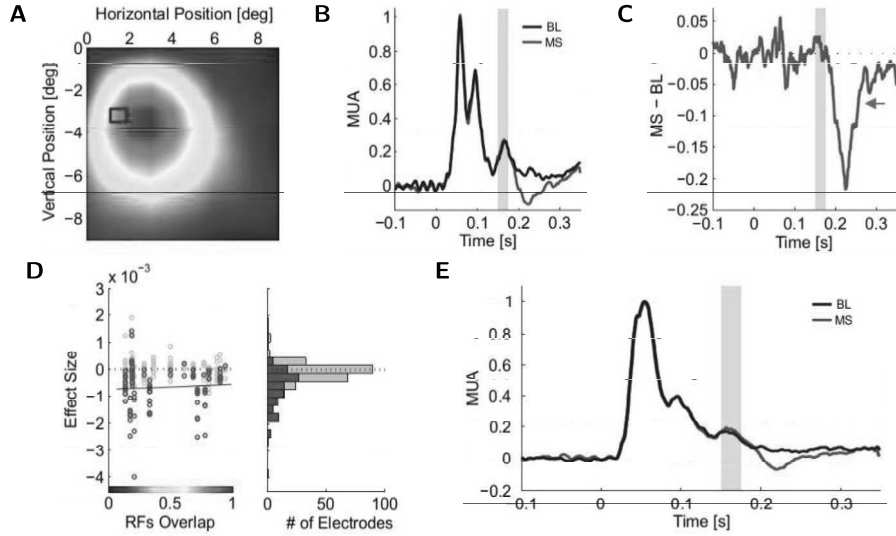 A
Horizontal Position [deg]
0 2 4 6 8
0
−2
−4
−6
−8
Vertical Position [deg]
B
1
0.8
0.6
0.4
0.2
0
MUA
BL
MS
−0.1 0 0.1 0.2 0.3
Time [s]
C
0.05
0
−0.05
−0.1
−0.15
−0.2
−0.25
MS − BL
−0.1 0 0.1 0.2 0.3
Time [s]
D
× 10⁻³
3
2
1
0
−1
−2
−3
−4
Effect Size
0 0.5 1
RFs Overlap
0 20 40 60 80 100
# of Electrodes
E
1
0.8
0.6
0.4
0.2
0
−0.2
MUA
BL
MS
−0.1 0 0.1 0.2 0.3
Time [s]